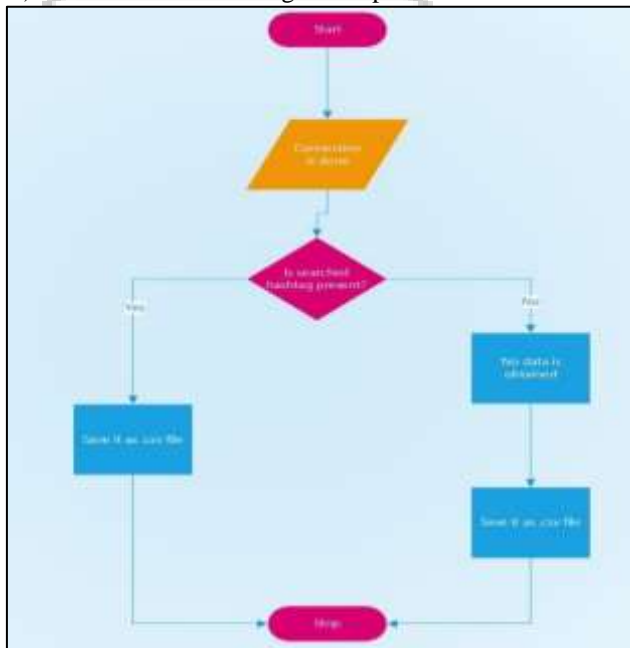 Start
Connection
is done
Is searched
hashtag present?
Yes
No data is
obtained
Save it as .csv file
Save it as .csv file
Stop